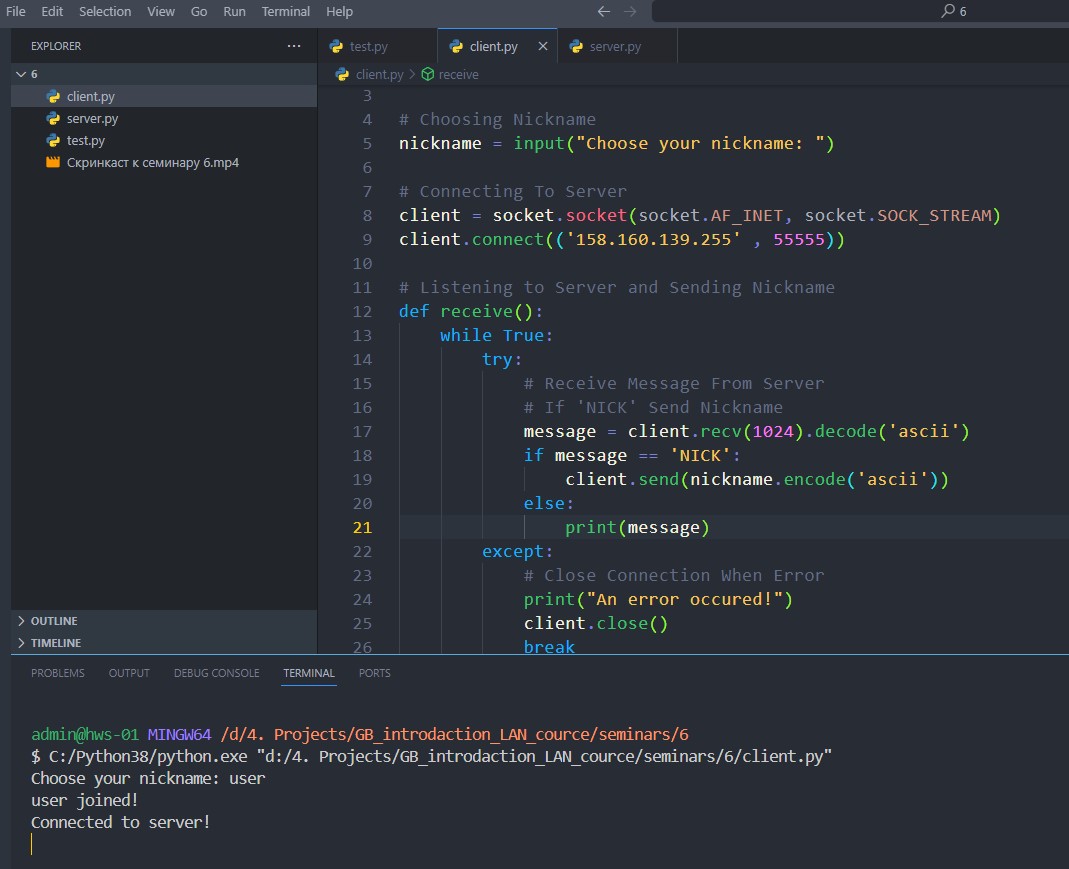 File Edit Selection View Go Run Terminal Help
6
EXPLORER
6
client.py
server.py
test.py
Скринкаст к семинару 6.mp4
OUTLINE
TIMELINE
test.py client.py server.py
client.py > receive
3
4 # Choosing Nickname
5 nickname = input("Choose your nickname: ")
6
7 # Connecting To Server
8 client = socket.socket(socket.AF_INET, socket.SOCK_STREAM)
9 client.connect(('158.160.139.255' , 55555))
10
11 # Listening to Server and Sending Nickname
12 def receive():
13 while True:
14 try:
15 # Receive Message From Server
16 # If 'NICK' Send Nickname
17 message = client.recv(1024).decode('ascii')
18 if message == 'NICK':
19 client.send(nickname.encode('ascii'))
20 else:
21 print(message)
22 except:
23 # Close Connection When Error
24 print("An error occured!")
25 client.close()
26 break
PROBLEMS OUTPUT DEBUG CONSOLE TERMINAL PORTS
admin@hws-01 MINGW64 /d/4. Projects/GB_introdaction_LAN_cource/seminars/6
$ C:/Python38/python.exe "d:/4. Projects/GB_introdaction_LAN_cource/seminars/6/client.py"
Choose your nickname: user
user joined!
Connected to server!